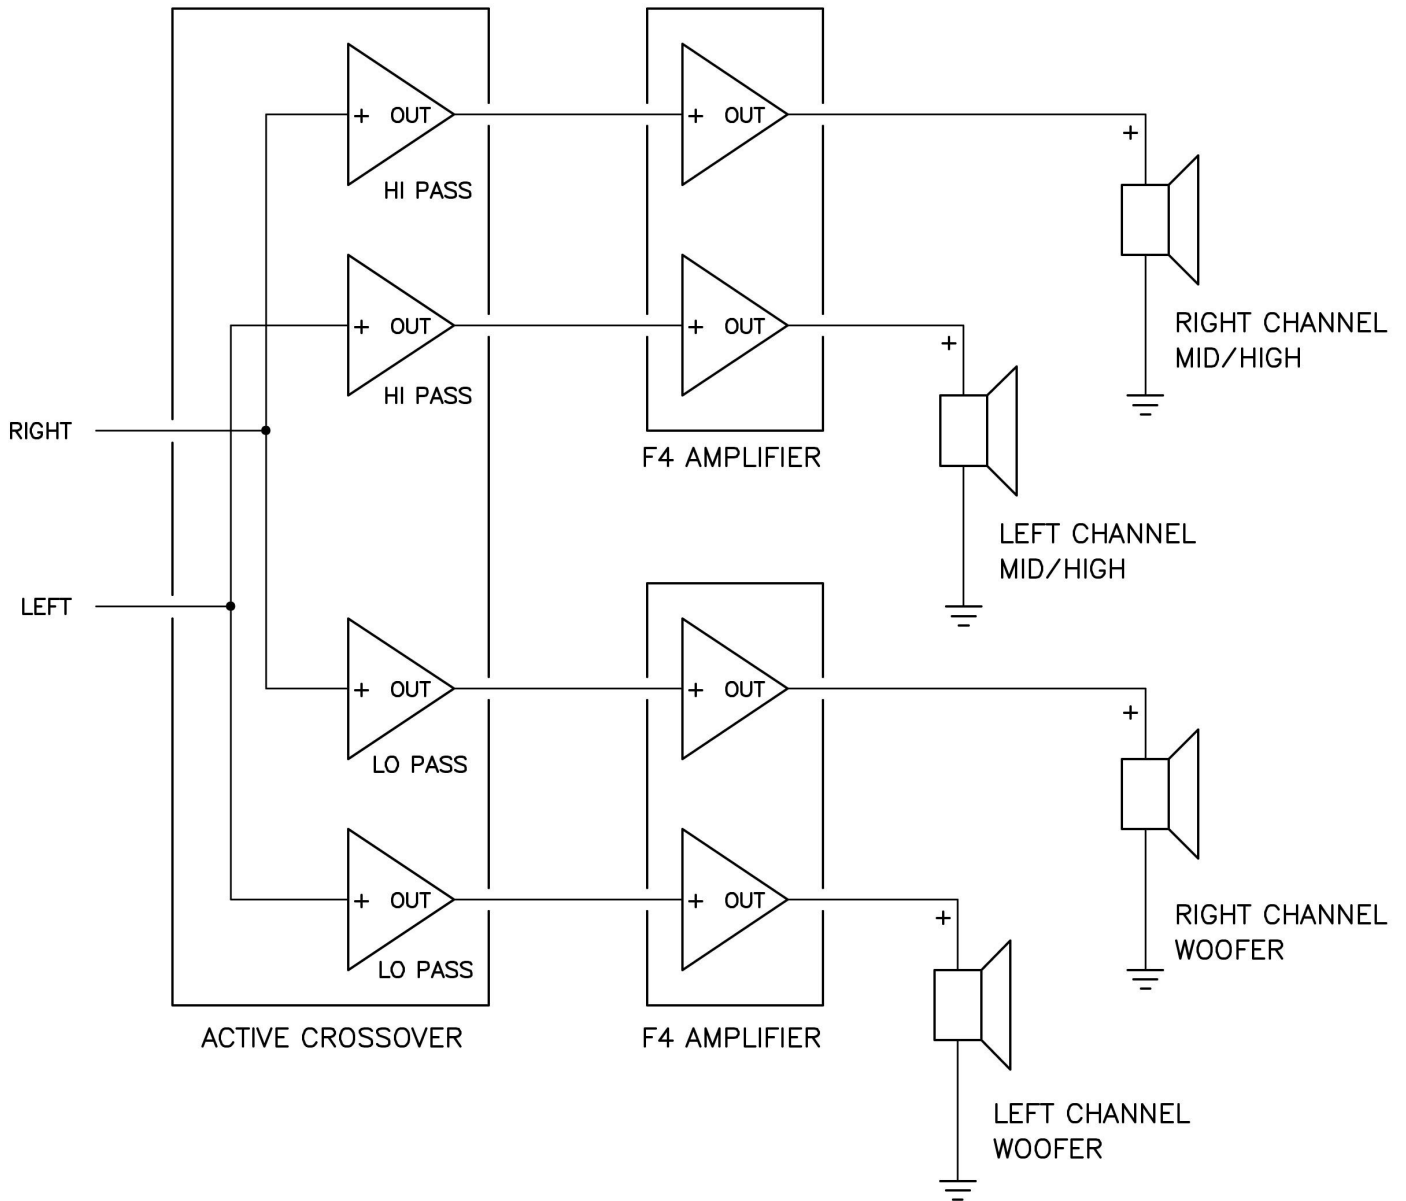 + OUT
+ OUT
+
HI PASS
+ OUT
+ OUT
+
RIGHT CHANNEL
MID/HIGH
HI PASS
RIGHT
F4 AMPLIFIER
LEFT CHANNEL
MID/HIGH
LEFT
+ OUT
+ OUT
+
LO PASS
+ OUT
+ OUT
+
RIGHT CHANNEL
WOOFER
LO PASS
ACTIVE CROSSOVER
F4 AMPLIFIER
LEFT CHANNEL
WOOFER